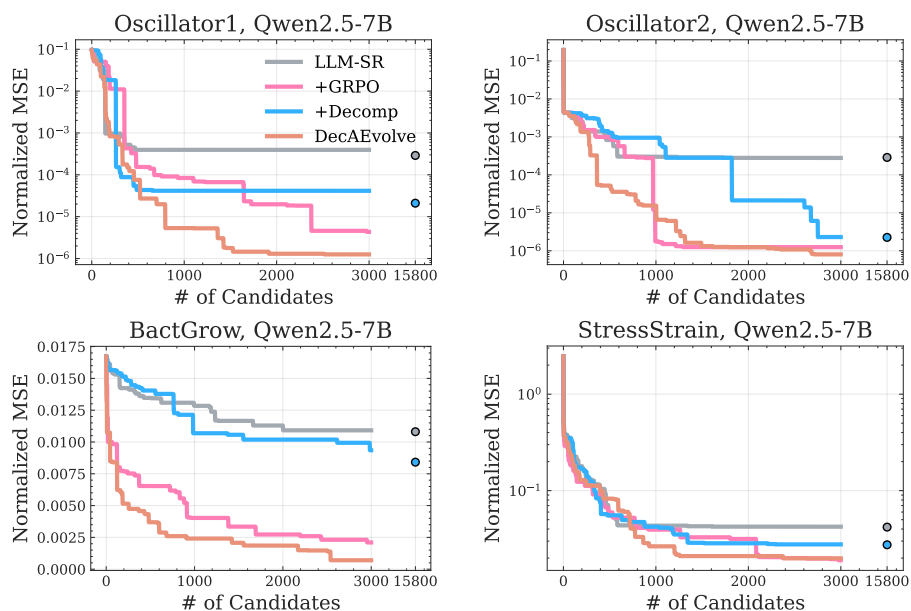 Oscillator1, Qwen2.5-7B
Normalized MSE
10⁻¹
10⁻²
10⁻³
10⁻⁴
10⁻⁵
10⁻⁶
LLM-SR
+GRPO
+Decomp
DecAEvolve
0 1000 2000 3000 15800
# of Candidates
Oscillator2, Qwen2.5-7B
Normalized MSE
10⁻¹
10⁻²
10⁻³
10⁻⁴
10⁻⁵
10⁻⁶
0 1000 2000 3000 15800
# of Candidates
BactGrow, Qwen2.5-7B
Normalized MSE
0.0175
0.0150
0.0125
0.0100
0.0075
0.0050
0.0025
0.0000
0 1000 2000 3000 15800
# of Candidates
StressStrain, Qwen2.5-7B
Normalized MSE
10⁰
10⁻¹
0 1000 2000 3000 15800
# of Candidates